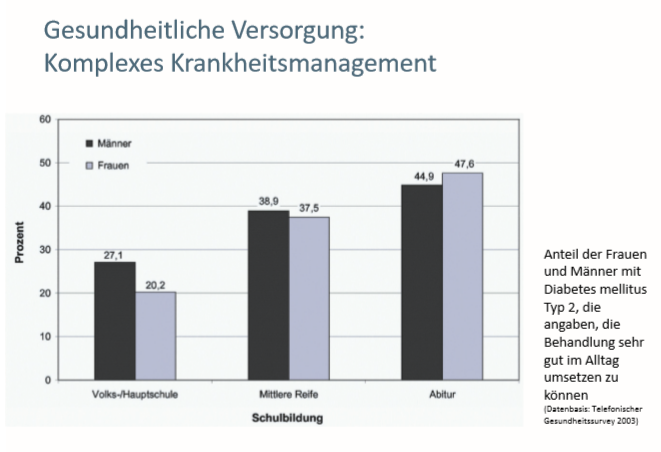 Gesundheitliche Versorgung:
Komplexes Krankheitsmanagement
60
50
40
30
20
10
0
Prozent
Männer
Frauen
27,1
20,2
38,9
37,5
44,9
47,6
Volks-/Hauptschule
Mittlere Reife
Abitur
Schulbildung
Anteil der Frauen
und Männer mit
Diabetes mellitus
Typ 2, die
angaben, die
Behandlung sehr
gut im Alltag
umsetzen zu
können
(Datenbasis: Telefonischer
Gesundheitssurvey 2003)